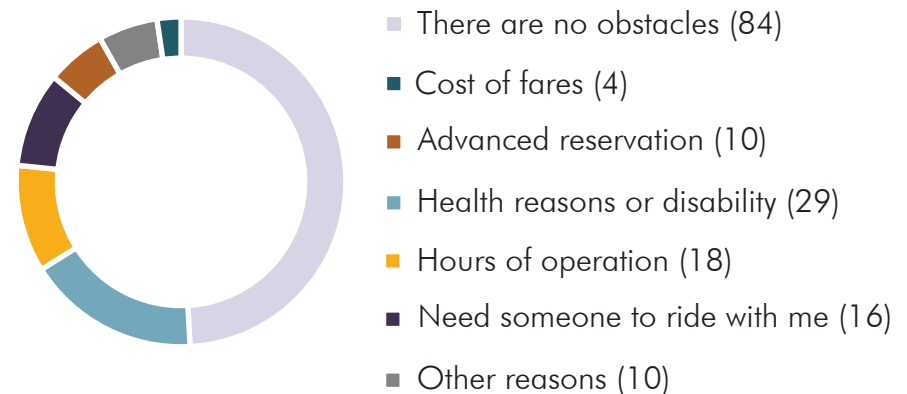 There are no obstacles (84)
Cost of fares (4)
Advanced reservation (10)
Health reasons or disability (29)
Hours of operation (18)
Need someone to ride with me (16)
Other reasons (10)